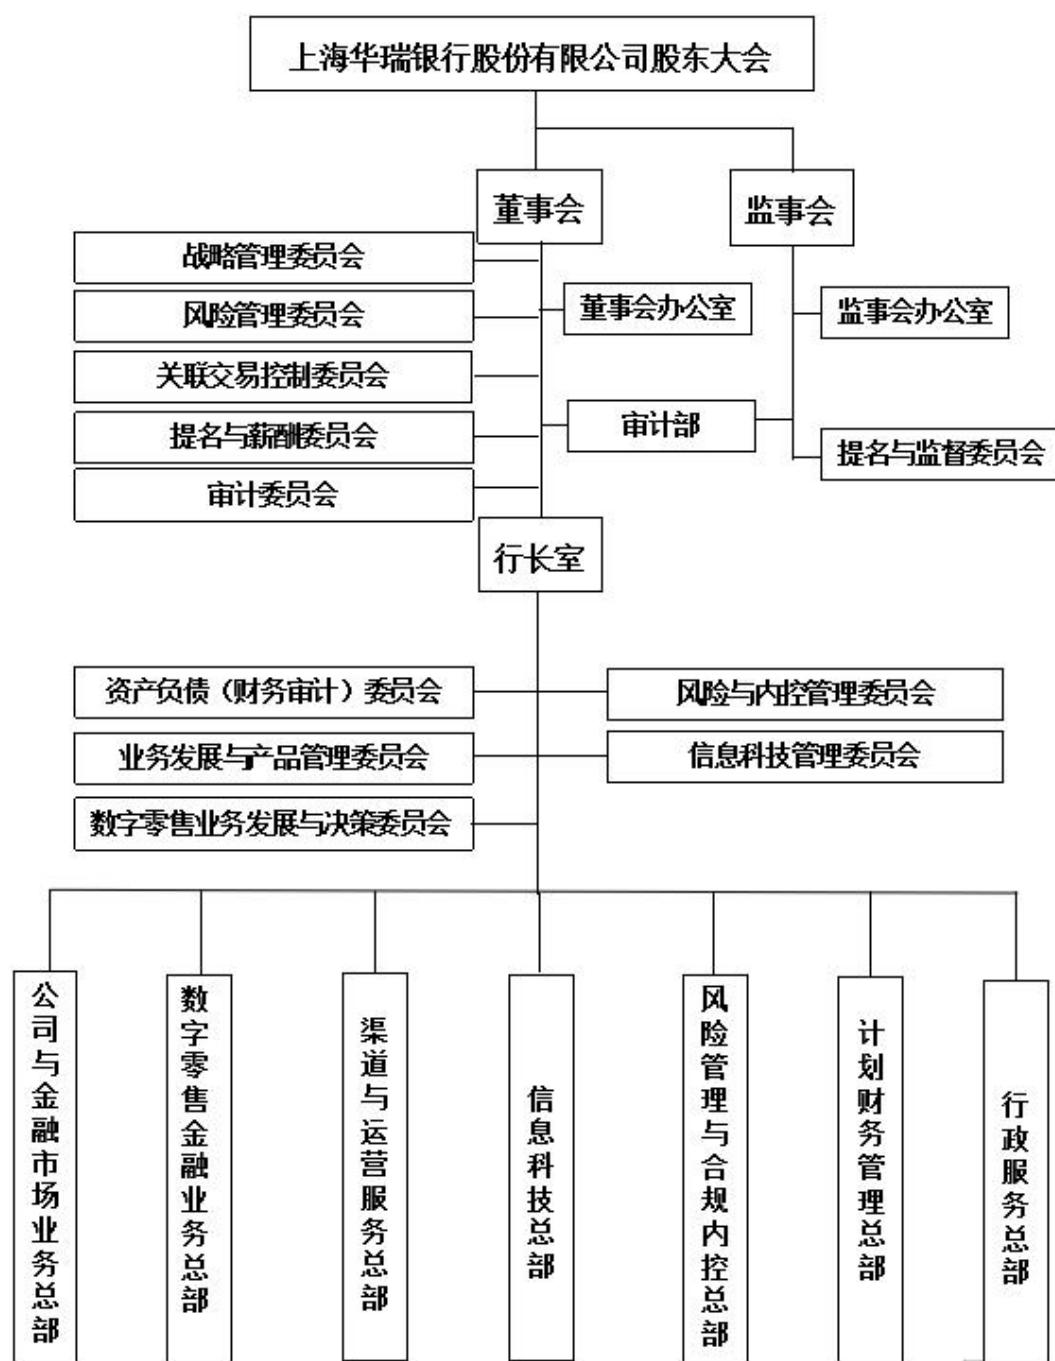 上海华瑞银行股份有限公司股东大会
董事会
监事会
战略管理委员会
风险管理委员会
董事会办公室
监事会办公室
关联交易控制委员会
提名与薪酬委员会
审计部
提名与监督委员会
审计委员会
行长室
资产负债（财务审计）委员会
风险与内控管理委员会
业务发展与产品管理委员会
信息科技管理委员会
数字零售业务发展与决策委员会
公司与金融市场业务总部
数字零售金融业务总部
渠道与运营服务总部
信息科技总部
风险管理与合规内控总部
计划财务管理总部
行政服务总部